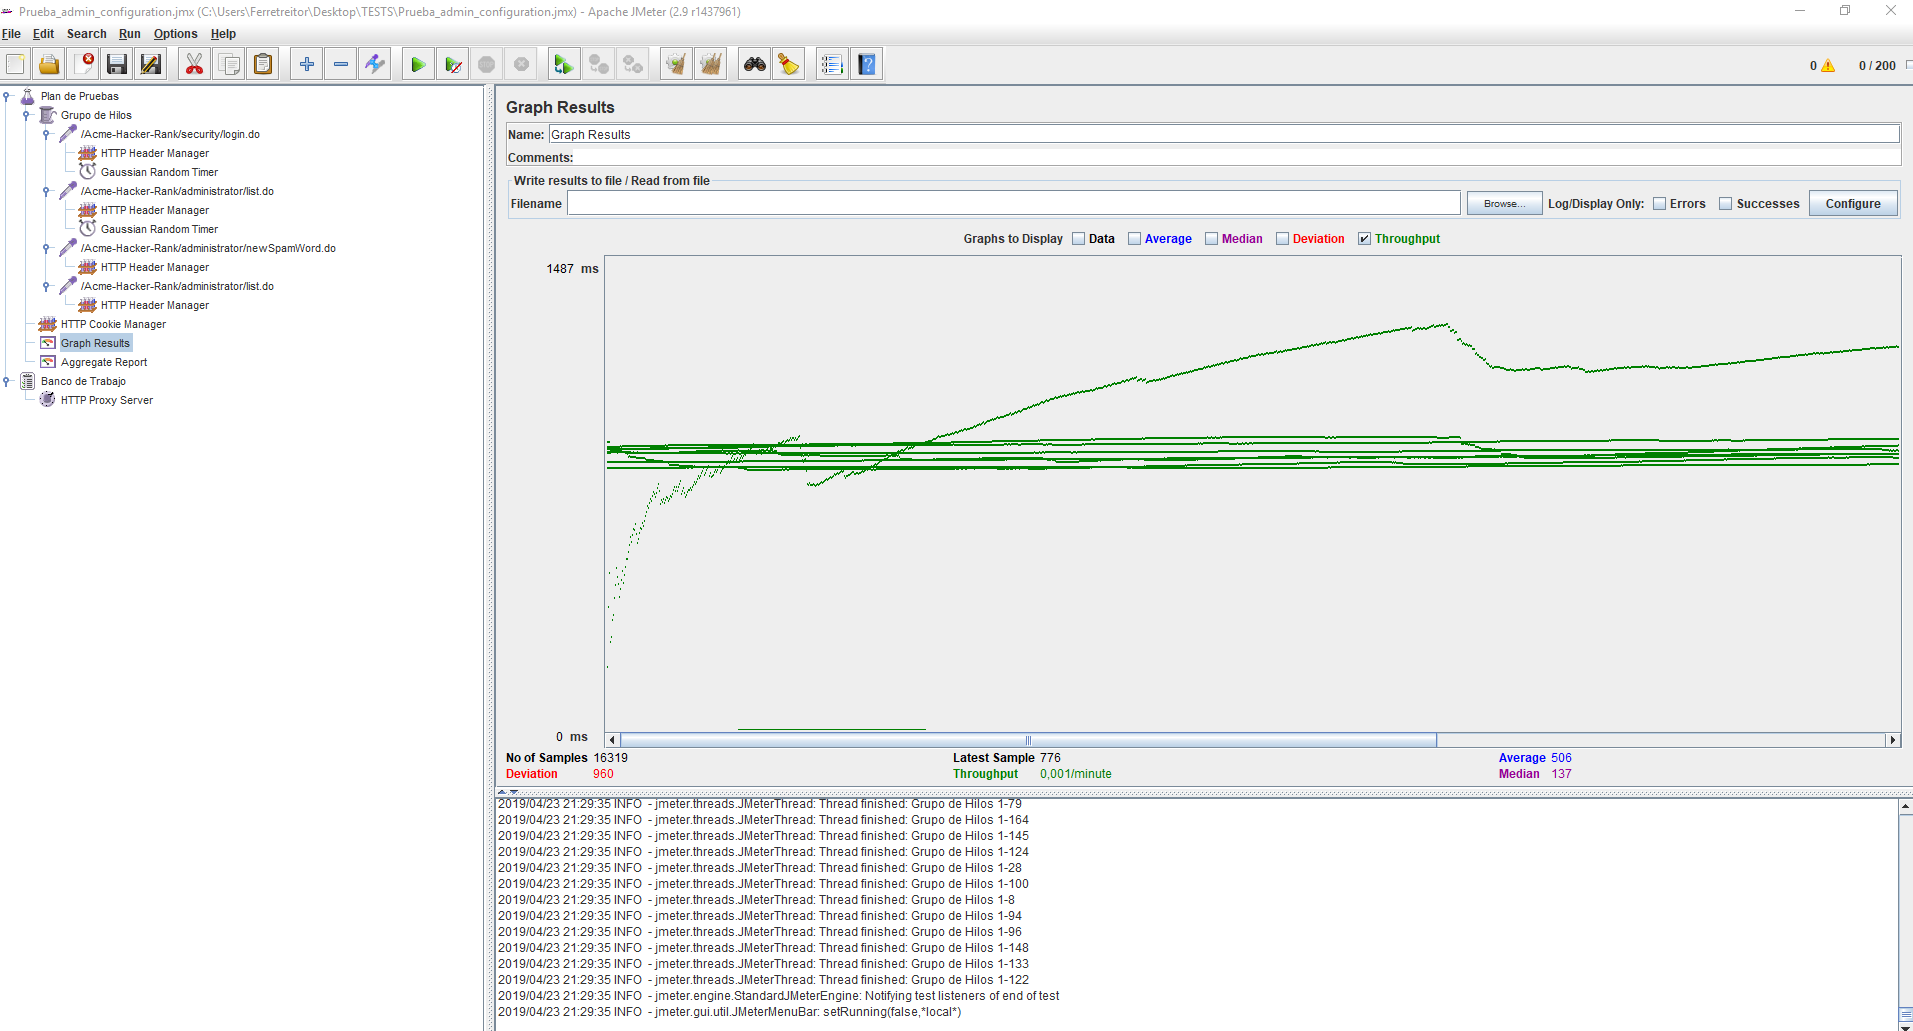 Prueba_admin_configuration.jmx (C:\Users\Ferretreitor\Desktop\TESTS\Prueba_admin_configuration.jmx) - Apache JMeter (2.9 r1437961)
File Edit Search Run Options Help
0 0 / 200
Plan de Pruebas
Grupo de Hilos
/Acme-Hacker-Rank/security/login.do
HTTP Header Manager
Gaussian Random Timer
/Acme-Hacker-Rank/administrator/list.do
HTTP Header Manager
Gaussian Random Timer
/Acme-Hacker-Rank/administrator/newSpamWord.do
HTTP Header Manager
/Acme-Hacker-Rank/administrator/list.do
HTTP Header Manager
HTTP Cookie Manager
Graph Results
Aggregate Report
Banco de Trabajo
HTTP Proxy Server
Graph Results
Name: Graph Results
Comments:
Write results to file / Read from file
Filename Browse... Log/Display Only: Errors Successes Configure
Graphs to Display Data Average Median Deviation Throughput
1487 ms
0 ms
No of Samples 16319 Latest Sample 776 Average 506
Deviation 960 Throughput 0,001/minute Median 137
2019/04/23 21:29:35 INFO - jmeter.threads.JMeterThread: Thread finished: Grupo de Hilos 1-79
2019/04/23 21:29:35 INFO - jmeter.threads.JMeterThread: Thread finished: Grupo de Hilos 1-164
2019/04/23 21:29:35 INFO - jmeter.threads.JMeterThread: Thread finished: Grupo de Hilos 1-145
2019/04/23 21:29:35 INFO - jmeter.threads.JMeterThread: Thread finished: Grupo de Hilos 1-124
2019/04/23 21:29:35 INFO - jmeter.threads.JMeterThread: Thread finished: Grupo de Hilos 1-28
2019/04/23 21:29:35 INFO - jmeter.threads.JMeterThread: Thread finished: Grupo de Hilos 1-100
2019/04/23 21:29:35 INFO - jmeter.threads.JMeterThread: Thread finished: Grupo de Hilos 1-8
2019/04/23 21:29:35 INFO - jmeter.threads.JMeterThread: Thread finished: Grupo de Hilos 1-94
2019/04/23 21:29:35 INFO - jmeter.threads.JMeterThread: Thread finished: Grupo de Hilos 1-96
2019/04/23 21:29:35 INFO - jmeter.threads.JMeterThread: Thread finished: Grupo de Hilos 1-148
2019/04/23 21:29:35 INFO - jmeter.threads.JMeterThread: Thread finished: Grupo de Hilos 1-133
2019/04/23 21:29:35 INFO - jmeter.threads.JMeterThread: Thread finished: Grupo de Hilos 1-122
2019/04/23 21:29:35 INFO - jmeter.engine.StandardJMeterEngine: Notifying test listeners of end of test
2019/04/23 21:29:35 INFO - jmeter.gui.util.JMeterMenuBar: setRunning(false,*local*)